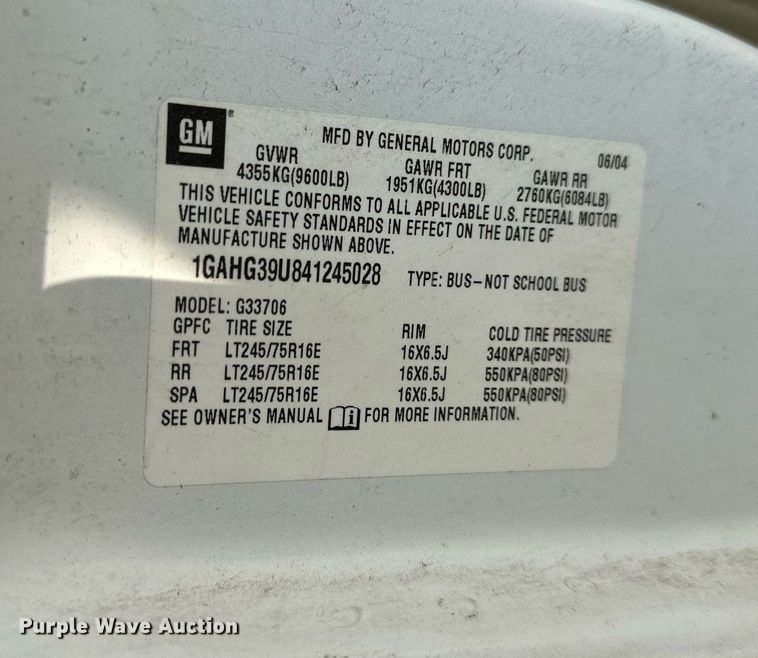 GM® MFD BY GENERAL MOTORS CORP. 06/04
GVWR GAWR FRT GAWR RR
4355KG(9600LB) 1951KG(4300LB) 2760KG(6084LB)
THIS VEHICLE CONFORMS TO ALL APPLICABLE U.S. FEDERAL MOTOR
VEHICLE SAFETY STANDARDS IN EFFECT ON THE DATE OF
MANUFACTURE SHOWN ABOVE.
1GAHG39U841245028 TYPE: BUS-NOT SCHOOL BUS
MODEL: G33706
GPFC TIRE SIZE RIM COLD TIRE PRESSURE
FRT LT245/75R16E 16X6.5J 340KPA(50PSI)
RR LT245/75R16E 16X6.5J 550KPA(80PSI)
SPA LT245/75R16E 16X6.5J 550KPA(80PSI)
SEE OWNER'S MANUAL i FOR MORE INFORMATION.
Purple Wave Auction